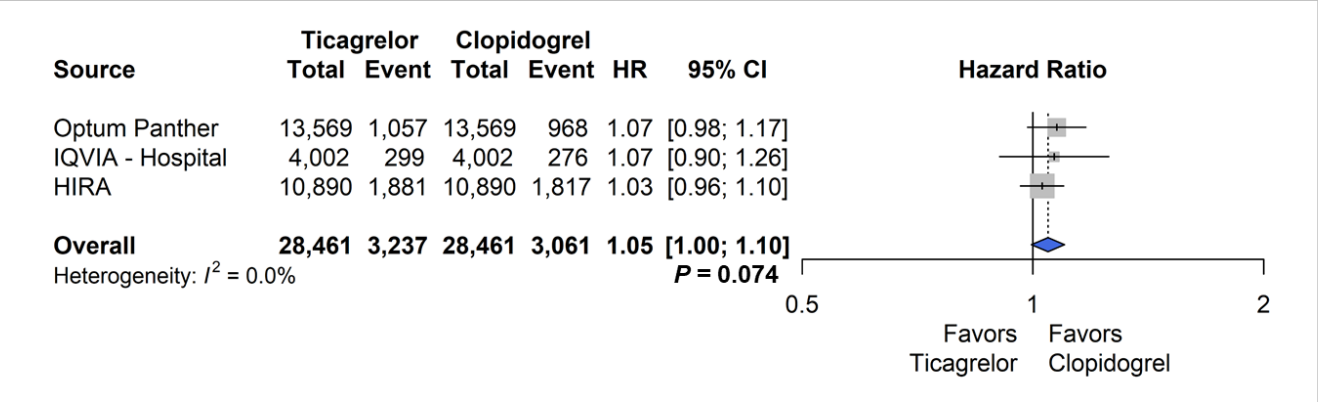 Ticagrelor Clopidogrel
Source Total Event Total Event HR 95% CI Hazard Ratio
Optum Panther 13,569 1,057 13,569 968 1.07 [0.98; 1.17]
IQVIA - Hospital 4,002 299 4,002 276 1.07 [0.90; 1.26]
HIRA 10,890 1,881 10,890 1,817 1.03 [0.96; 1.10]
Overall 28,461 3,237 28,461 3,061 1.05 [1.00; 1.10]
Heterogeneity: I² = 0.0% P = 0.074
0.5 1 2
Favors Favors
Ticagrelor Clopidogrel